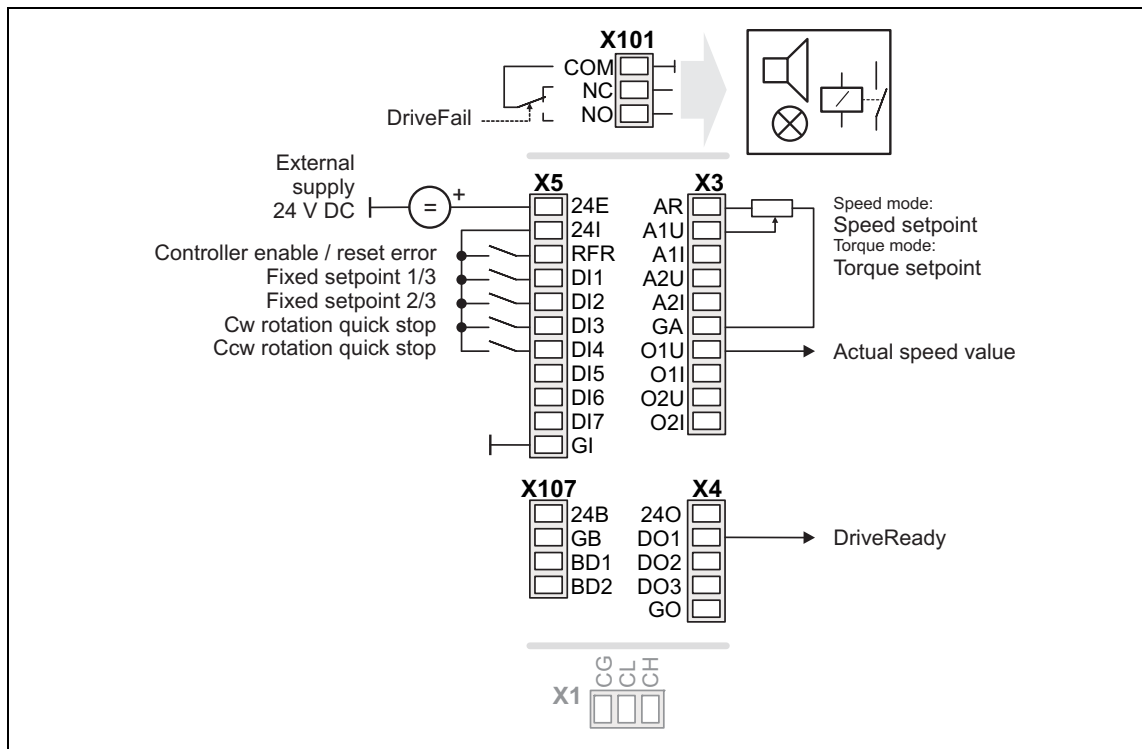 X101
COM
NC
NO
DriveFail
External
supply
24 V DC
=
+
X5
24E
24I
RFR
DI1
DI2
DI3
DI4
DI5
DI6
DI7
GI
Controller enable / reset error
Fixed setpoint 1/3
Fixed setpoint 2/3
Cw rotation quick stop
Ccw rotation quick stop
X3
AR
A1U
A1I
A2U
A2I
GA
O1U
O1I
O2U
O2I
Speed mode:
Speed setpoint
Torque mode:
Torque setpoint
Actual speed value
X107
24B
GB
BD1
BD2
X4
24O
DO1
DO2
DO3
GO
DriveReady
X1
CG
CL
CH